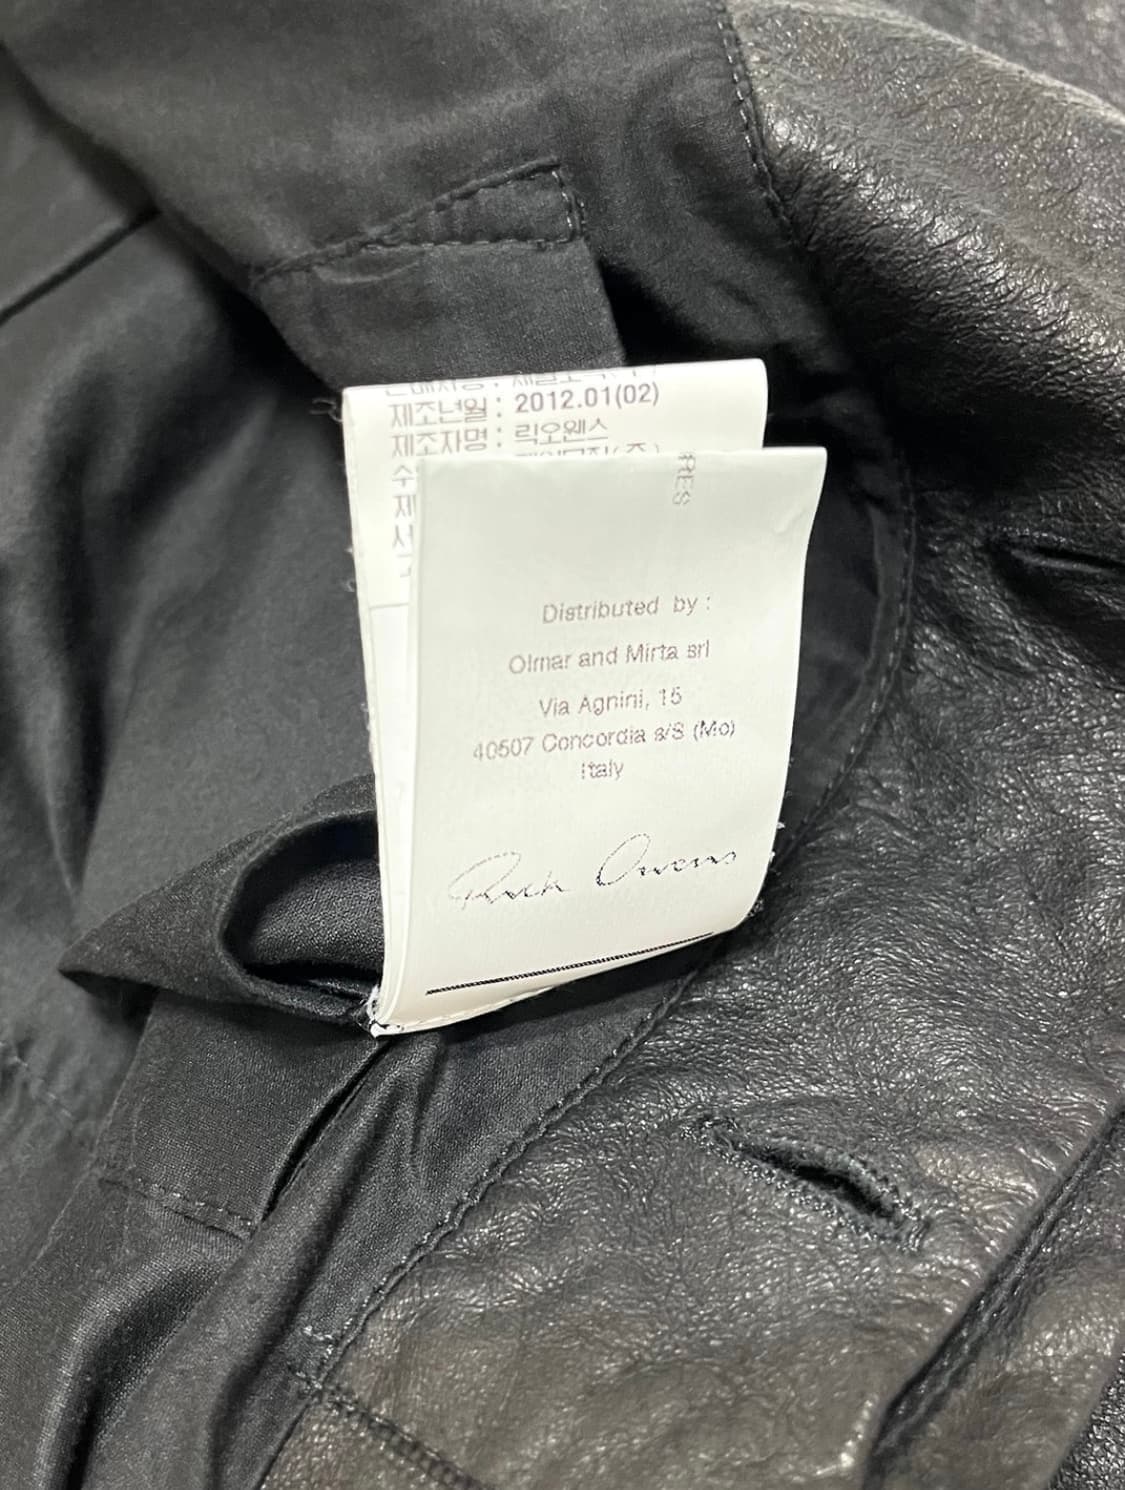 제조년월 : 2012.01(02)
제조자명 : 릭오웬스
RES
Distributed by :
Olmar and Mirta srl
Via Agnini, 15
40507 Concordia s/S (Mo)
Italy
Rick Owens